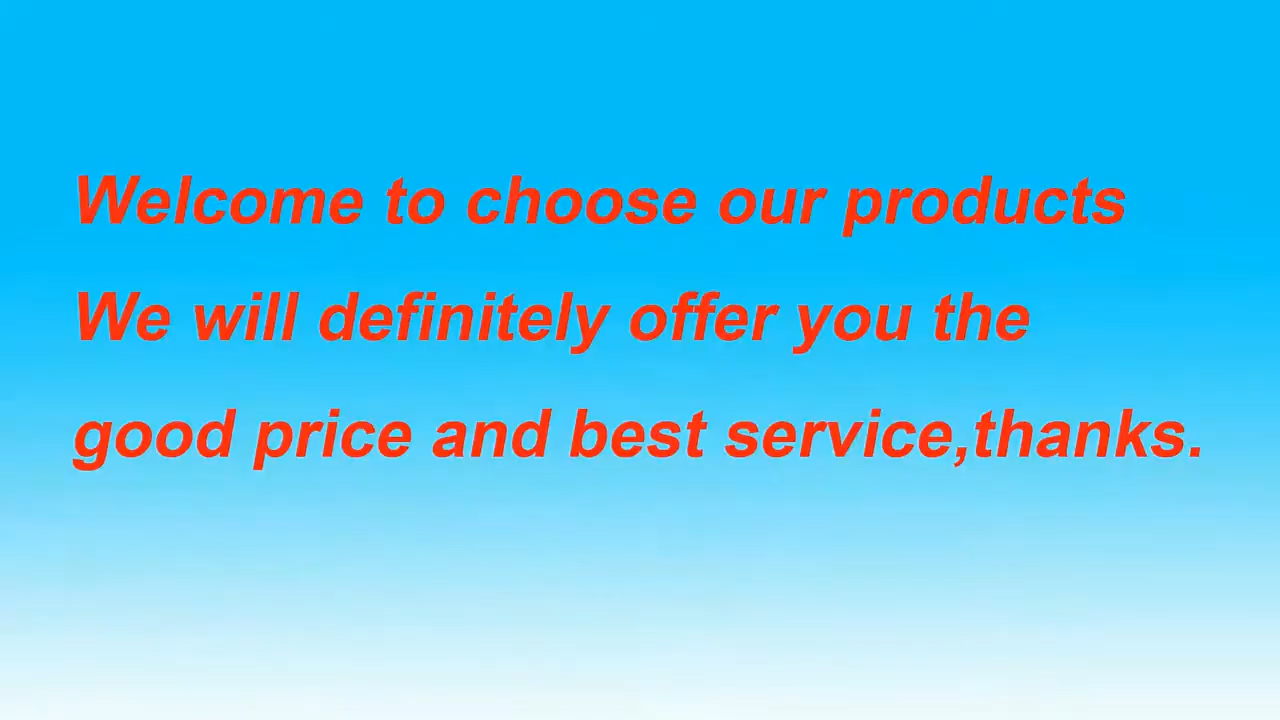 Welcome to choose our products
We will definitely offer you the
good price and best service,thanks.